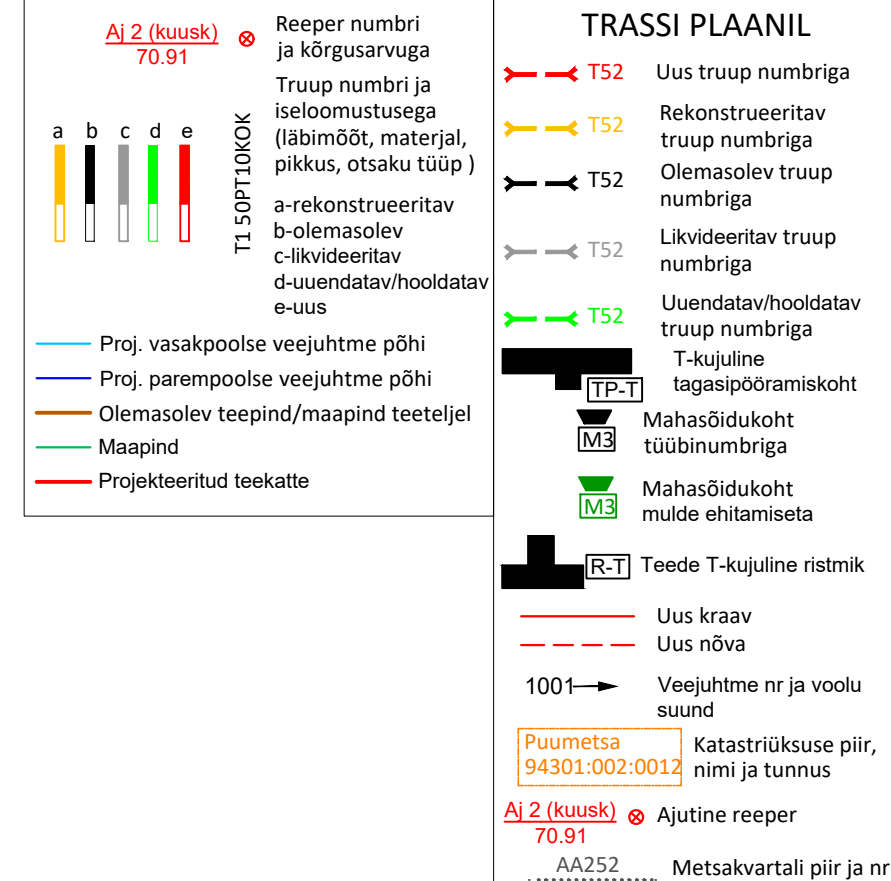 Aj 2 (kuusk)
70.91
Reeper numbri
ja kõrgusarvuga
a b c d e
T1 50PT10KOK
Truup numbri ja
iseloomustusega
(läbimõõt, materjal,
pikkus, otsaku tüüp )
a-rekonstrueeritav
b-olemasolev
c-likvideeritav
d-uuendatav/hooldatav
e-uus
Proj. vasakpoolse veejuhtme põhi
Proj. parempoolse veejuhtme põhi
Olemasolev teepind/maapind teeteljel
Maapind
Projekteeritud teekatte
TRASSI PLAANIL
T52 Uus truup numbriga
T52 Rekonstrueeritav
truup numbriga
T52 Olemasolev truup
numbriga
T52 Likvideeritav truup
numbriga
T52 Uuendatav/hooldatav
truup numbriga
TP-T T-kujuline
tagasipööramiskoht
M3 Mahasõidukoht
tüübinumbriga
M3 Mahasõidukoht
mulde ehitamiseta
R-T Teede T-kujuline ristmik
Uus kraav
Uus nõva
1001 Veejuhtme nr ja voolu
suund
Puumetsa
94301:002:0012
Katastriüksuse piir,
nimi ja tunnus
Aj 2 (kuusk)
70.91
Ajutine reeper
AA252 Metsakvartali piir ja nr